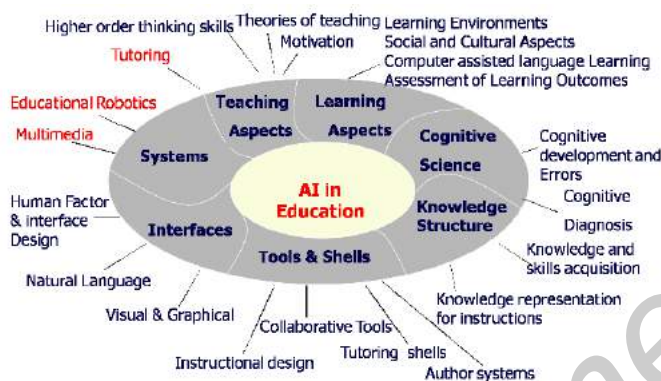 Theories of teaching
Higher order thinking skills
Motivation
Learning Environments
Social and Cultural Aspects
Computer assisted language Learning
Assessment of Learning Outcomes
Tutoring
Educational Robotics
Multimedia
Teaching
Aspects
Learning
Aspects
Systems
Cognitive
Science
Cognitive
development and
Errors
AI in
Education
Cognitive
Diagnosis
Human Factor
& interface
Design
Interfaces
Knowledge
Structure
Tools & Shells
Knowledge and
skills acquisition
Natural Language
Visual & Graphical
Knowledge representation
for instructions
Collaborative Tools
Instructional design
Tutoring shells
Author systems